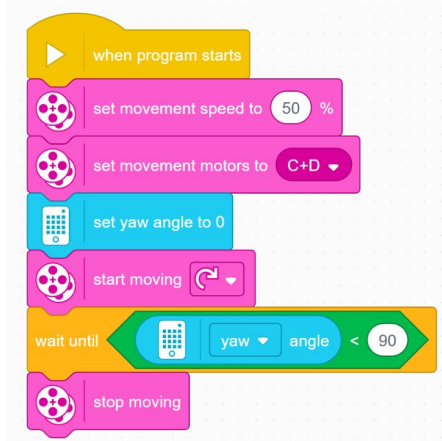 when program starts
set movement speed to 50 %
set movement motors to C+D
set yaw angle to 0
start moving
wait until yaw angle < 90
stop moving